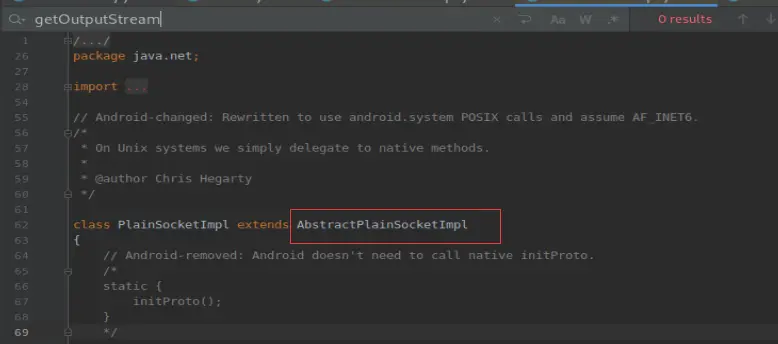 getOutputStream
Aa W .* 0 results
1 /.../
26 package java.net;
27
28 import ...
54
55 // Android-changed: Rewritten to use android.system POSIX calls and assume AF_INET6.
56 /*
57  * On Unix systems we simply delegate to native methods.
58  *
59  * @author Chris Hegarty
60  */
61
62 class PlainSocketImpl extends AbstractPlainSocketImpl
63 {
64     // Android-removed: Android doesn't need to call native initProto.
65     /*
66     static {
67         initProto();
68     }
69     */